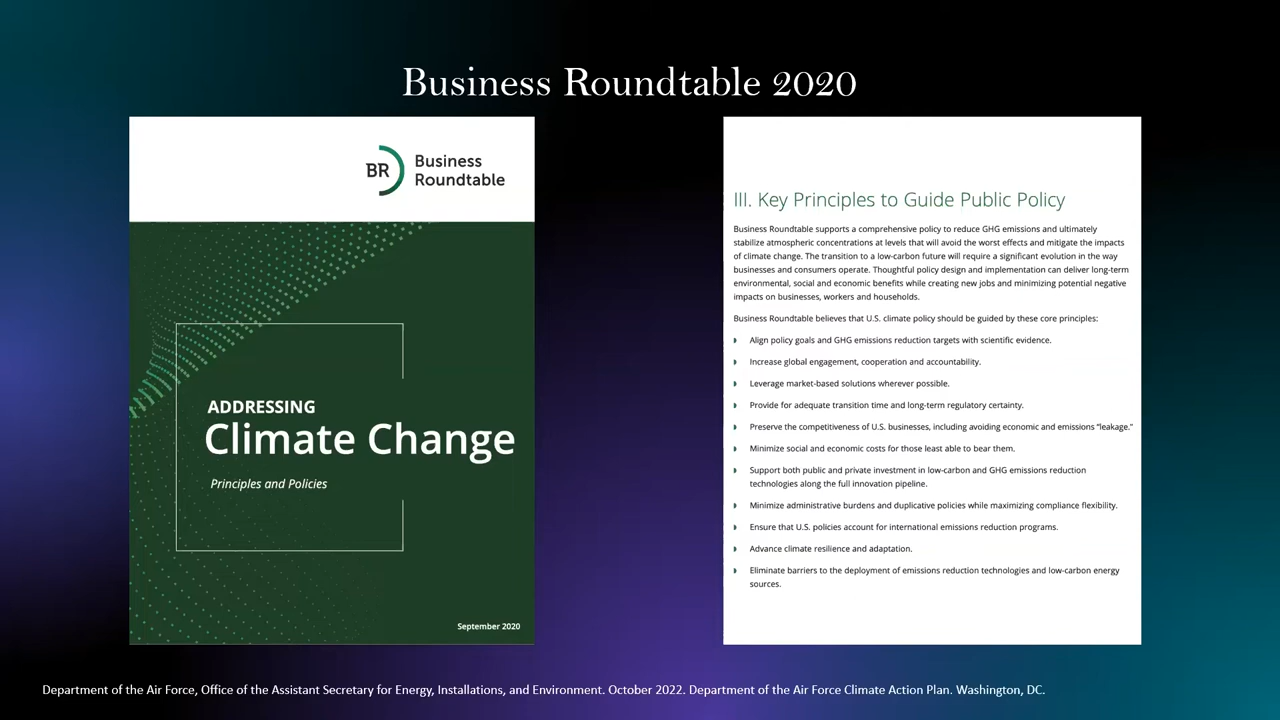 Business Roundtable 2020
BR
Business
Roundtable
ADDRESSING
Climate Change
Principles and Policies
September 2020
III. Key Principles to Guide Public Policy
Business Roundtable supports a comprehensive policy to reduce GHG emissions and ultimately
stabilize atmospheric concentrations at levels that will avoid the worst effects and mitigate the impacts
of climate change. The transition to a low-carbon future will require a significant evolution in the way
businesses and consumers operate. Thoughtful policy design and implementation can deliver long-term
environmental, social and economic benefits while creating new jobs and minimizing potential negative
impacts on businesses, workers and households.
Business Roundtable believes that U.S. climate policy should be guided by these core principles:
Align policy goals and GHG emissions reduction targets with scientific evidence.
Increase global engagement, cooperation and accountability.
Leverage market-based solutions wherever possible.
Provide for adequate transition time and long-term regulatory certainty.
Preserve the competitiveness of U.S. businesses, including avoiding economic and emissions “leakage.”
Minimize social and economic costs for those least able to bear them.
Support both public and private investment in low-carbon and GHG emissions reduction
technologies along the full innovation pipeline.
Minimize administrative burdens and duplicative policies while maximizing compliance flexibility.
Ensure that U.S. policies account for international emissions reduction programs.
Advance climate resilience and adaptation.
Eliminate barriers to the deployment of emissions reduction technologies and low-carbon energy
sources.
Department of the Air Force, Office of the Assistant Secretary for Energy, Installations, and Environment. October 2022. Department of the Air Force Climate Action Plan. Washington, DC.